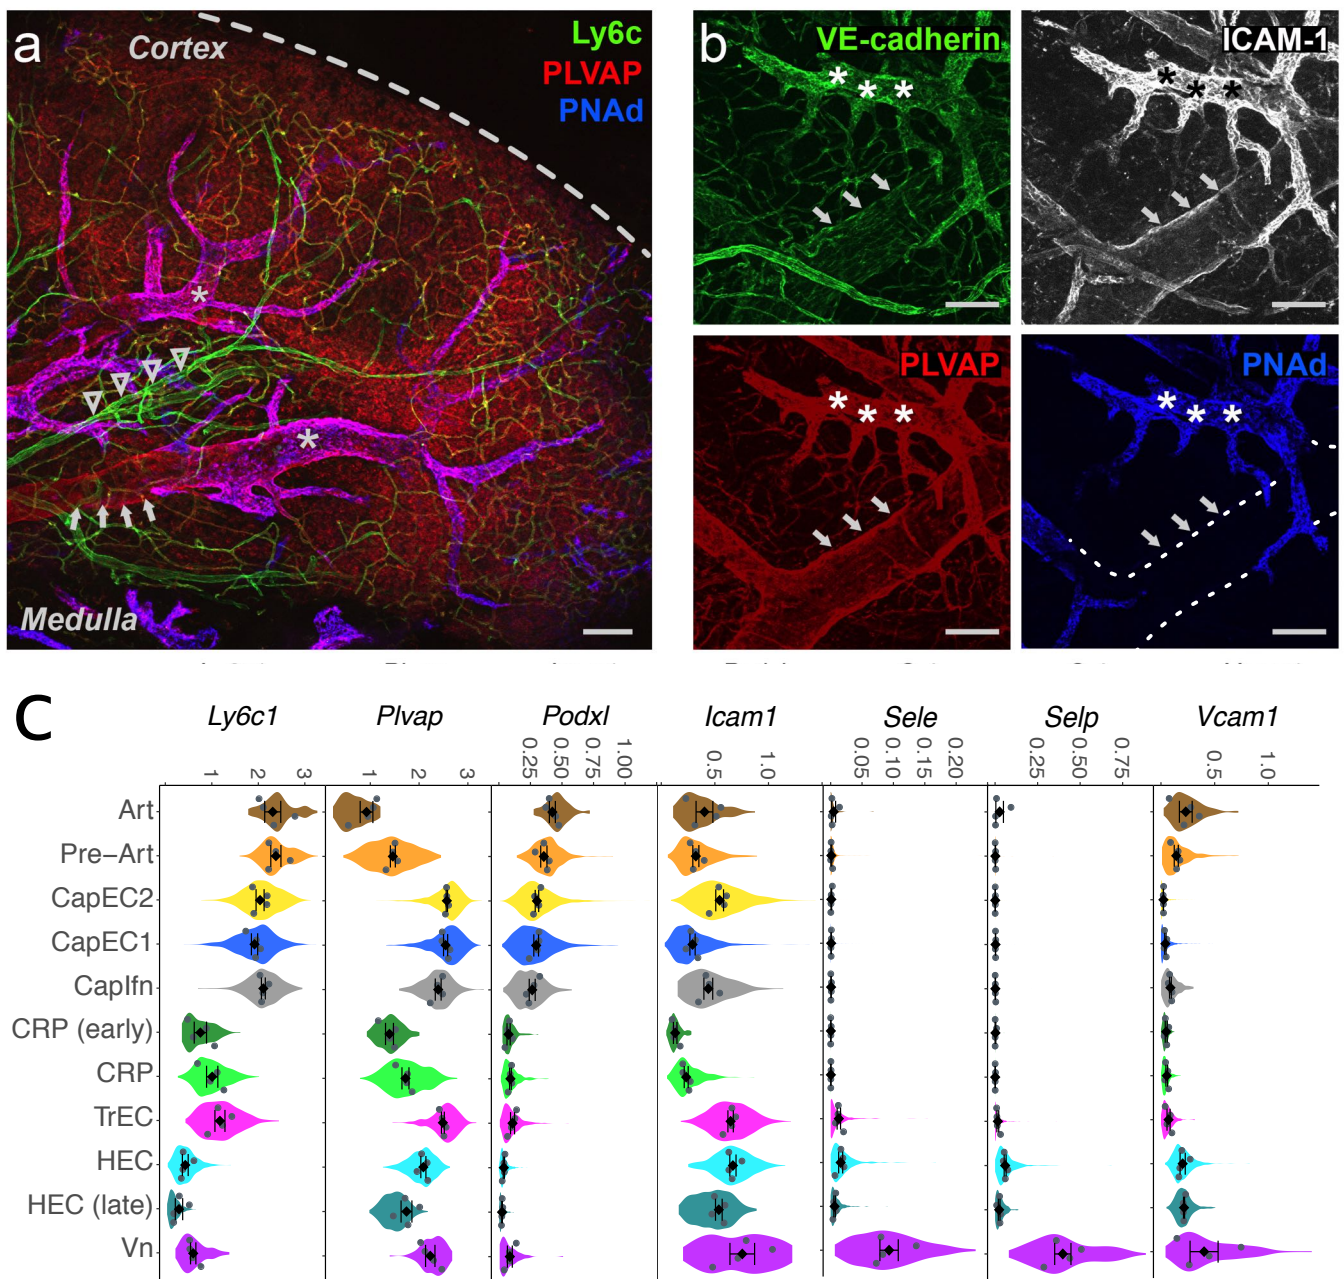 a
Cortex
Ly6c
PLVAP
PNAd
Medulla
b
VE-cadherin
ICAM-1
PLVAP
PNAd
C
Ly6c1 Plvap Podxl Icam1 Sele Selp Vcam1
1 2 3 1 2 3 0.25 0.50 0.75 1.00 0.5 1.0 0.05 0.10 0.15 0.20 0.25 0.50 0.75 0.5 1.0
Art
Pre-Art
CapEC2
CapEC1
CapIfn
CRP (early)
CRP
TrEC
HEC
HEC (late)
Vn